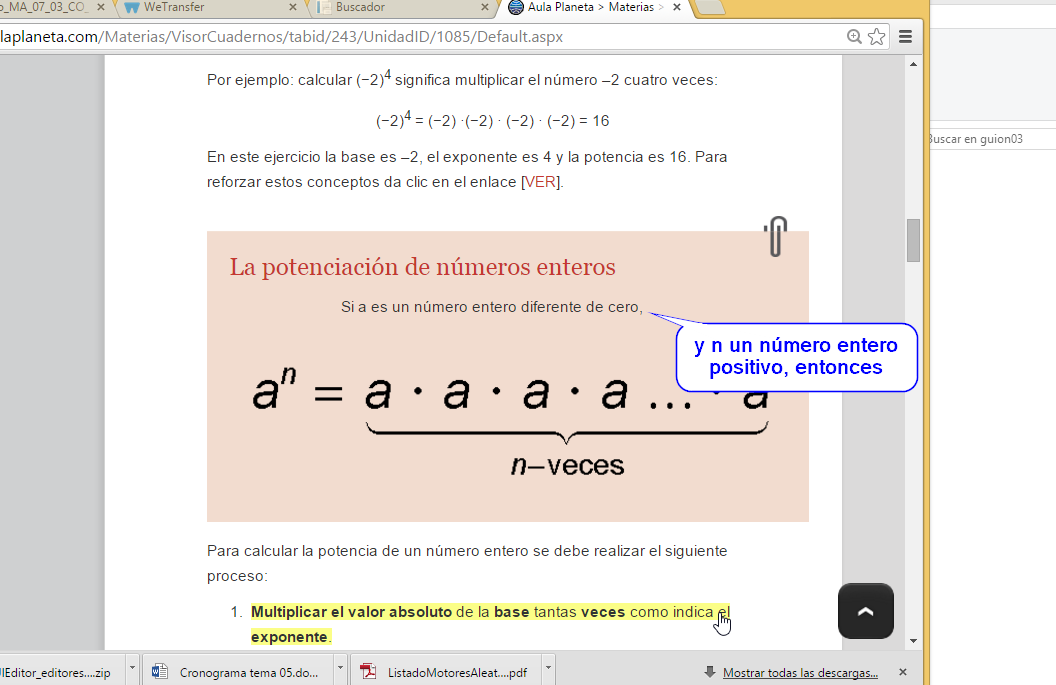 o_MA_07_03_CO_ WeTransfer Buscador Aula Planeta > Materias >
laplaneta.com/Materias/VisorCuadernos/tabid/243/UnidadID/1085/Default.aspx
Buscar en guion03
Por ejemplo: calcular (−2)⁴ significa multiplicar el número –2 cuatro veces:
(−2)⁴ = (−2) ·(−2) · (−2) · (−2) = 16
En este ejercicio la base es –2, el exponente es 4 y la potencia es 16. Para
reforzar estos conceptos da clic en el enlace [VER].
La potenciación de números enteros
Si a es un número entero diferente de cero,
y n un número entero
positivo, entonces
aⁿ = a · a · a · a ... · a
n–veces
Para calcular la potencia de un número entero se debe realizar el siguiente
proceso:
1. Multiplicar el valor absoluto de la base tantas veces como indica el
exponente.
IEditor_editores....zip Cronograma tema 05.do... ListadoMotoresAleat....pdf Mostrar todas las descargas...